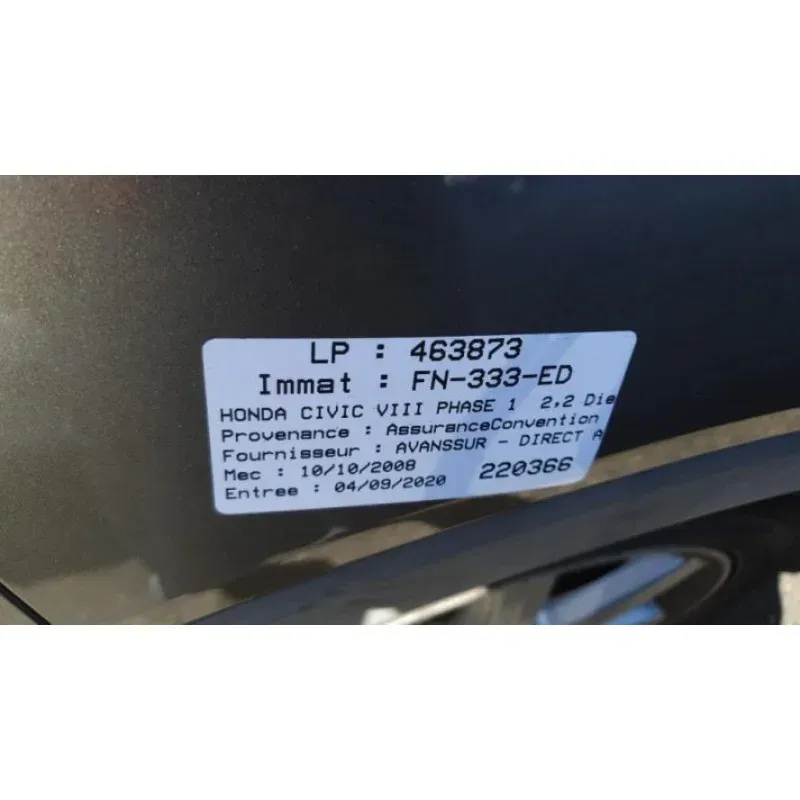 LP : 463873
Immat : FN-333-ED
HONDA CIVIC VIII PHASE 1 2,2 Die
Provenance : AssuranceConvention
Fournisseur : AVANSSUR - DIRECT A
Mec : 10/10/2008 220366
Entree : 04/09/2020